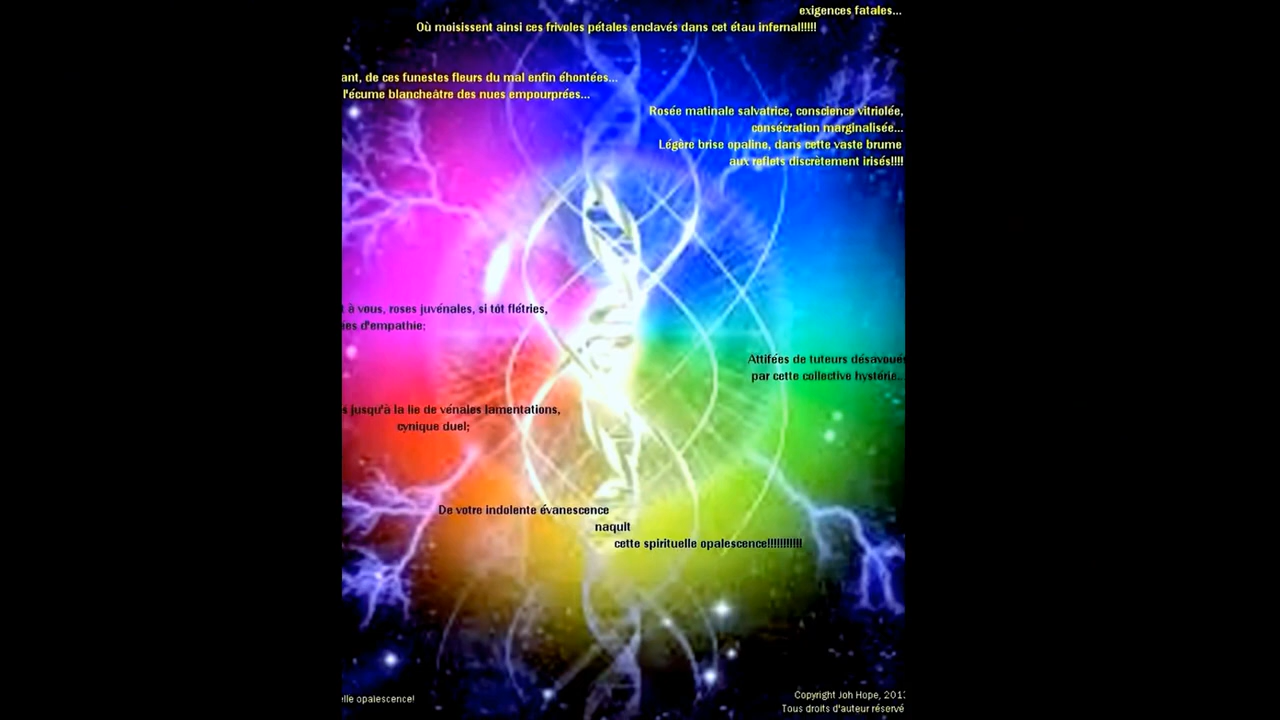 exigences fatales...
Où moisissent ainsi ces frivoles pétales enclavés dans cet étau infernal!!!!!
ant, de ces funestes fleurs du mal enfin éhontées...
l'écume blancheâtre des nues empourprées...
Rosée matinale salvatrice, conscience vitriolée,
consécration marginalisée...
Légère brise opaline, dans cette vaste brume
aux reflets discrètement irisés!!!!
à vous, roses juvénales, si tôt flétries,
ies d'empathie;
Attifées de tuteurs désavoués
par cette collective hystérie..
s jusqu'à la lie de vénales lamentations,
cynique duel;
De votre indolente évanescence
naquît
cette spirituelle opalescence!!!!!!!!!!!
elle opalescence!
Copyright Joh Hope, 201
Tous droits d'auteur réservé